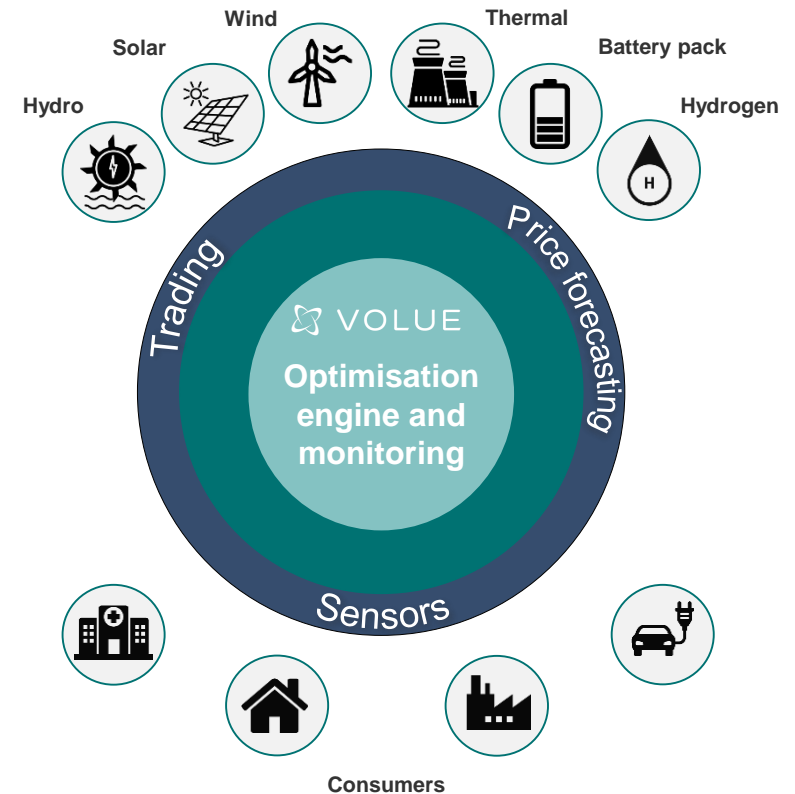 Wind
Thermal
Solar
Battery pack
Hydro
Hydrogen
H
Trading
Price forecasting
VOLUE
Optimisation
engine and
monitoring
Sensors
Consumers